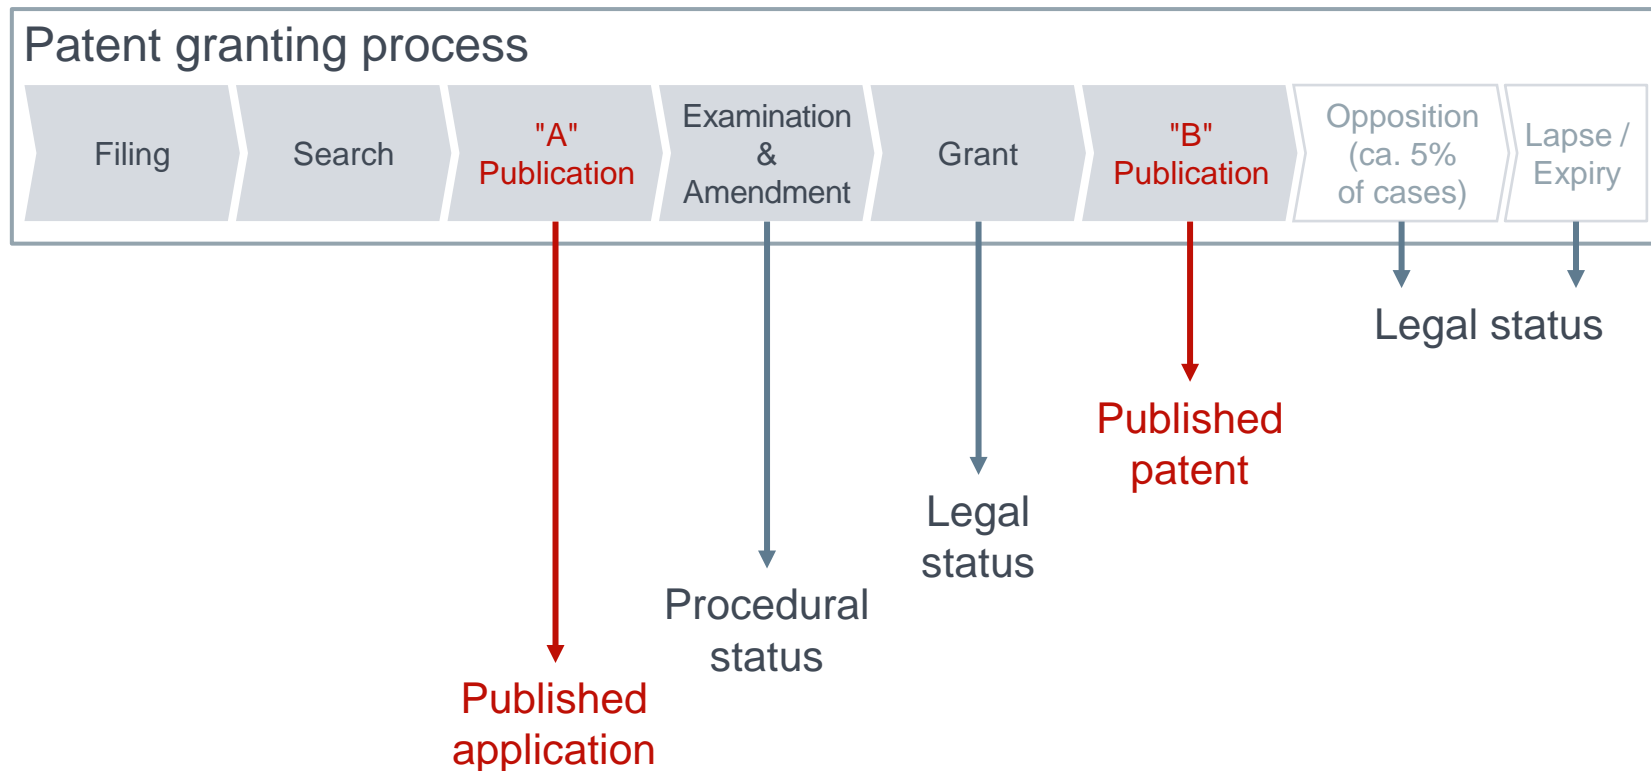 Patent granting process
Filing
Search
"A"
Publication
Examination
&
Amendment
Grant
"B"
Publication
Opposition
(ca. 5%
of cases)
Lapse /
Expiry
Legal status
Published
patent
Legal
status
Procedural
status
Published
application